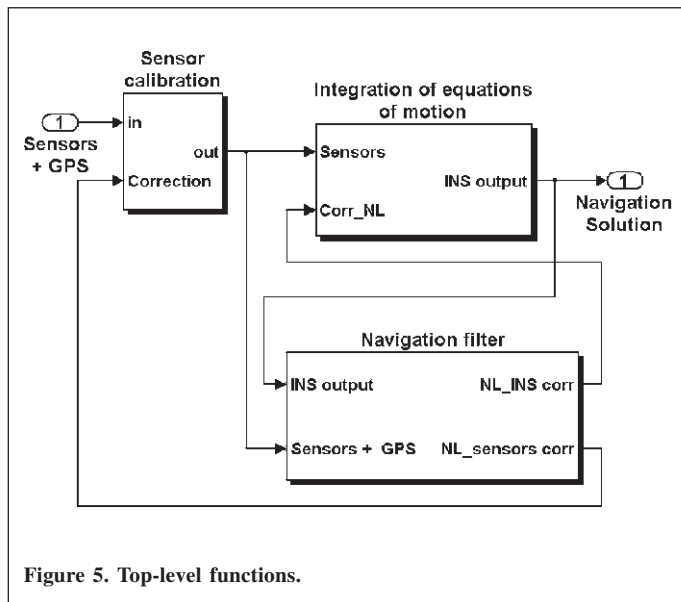 Sensor
calibration
in
out
Correction
1
Sensors
+ GPS
Integration of equations
of motion
Sensors
INS output
Corr_NL
1
Navigation
Solution
Navigation filter
INS output
NL_INS corr
Sensors + GPS
NL_sensors corr
Figure 5. Top-level functions.